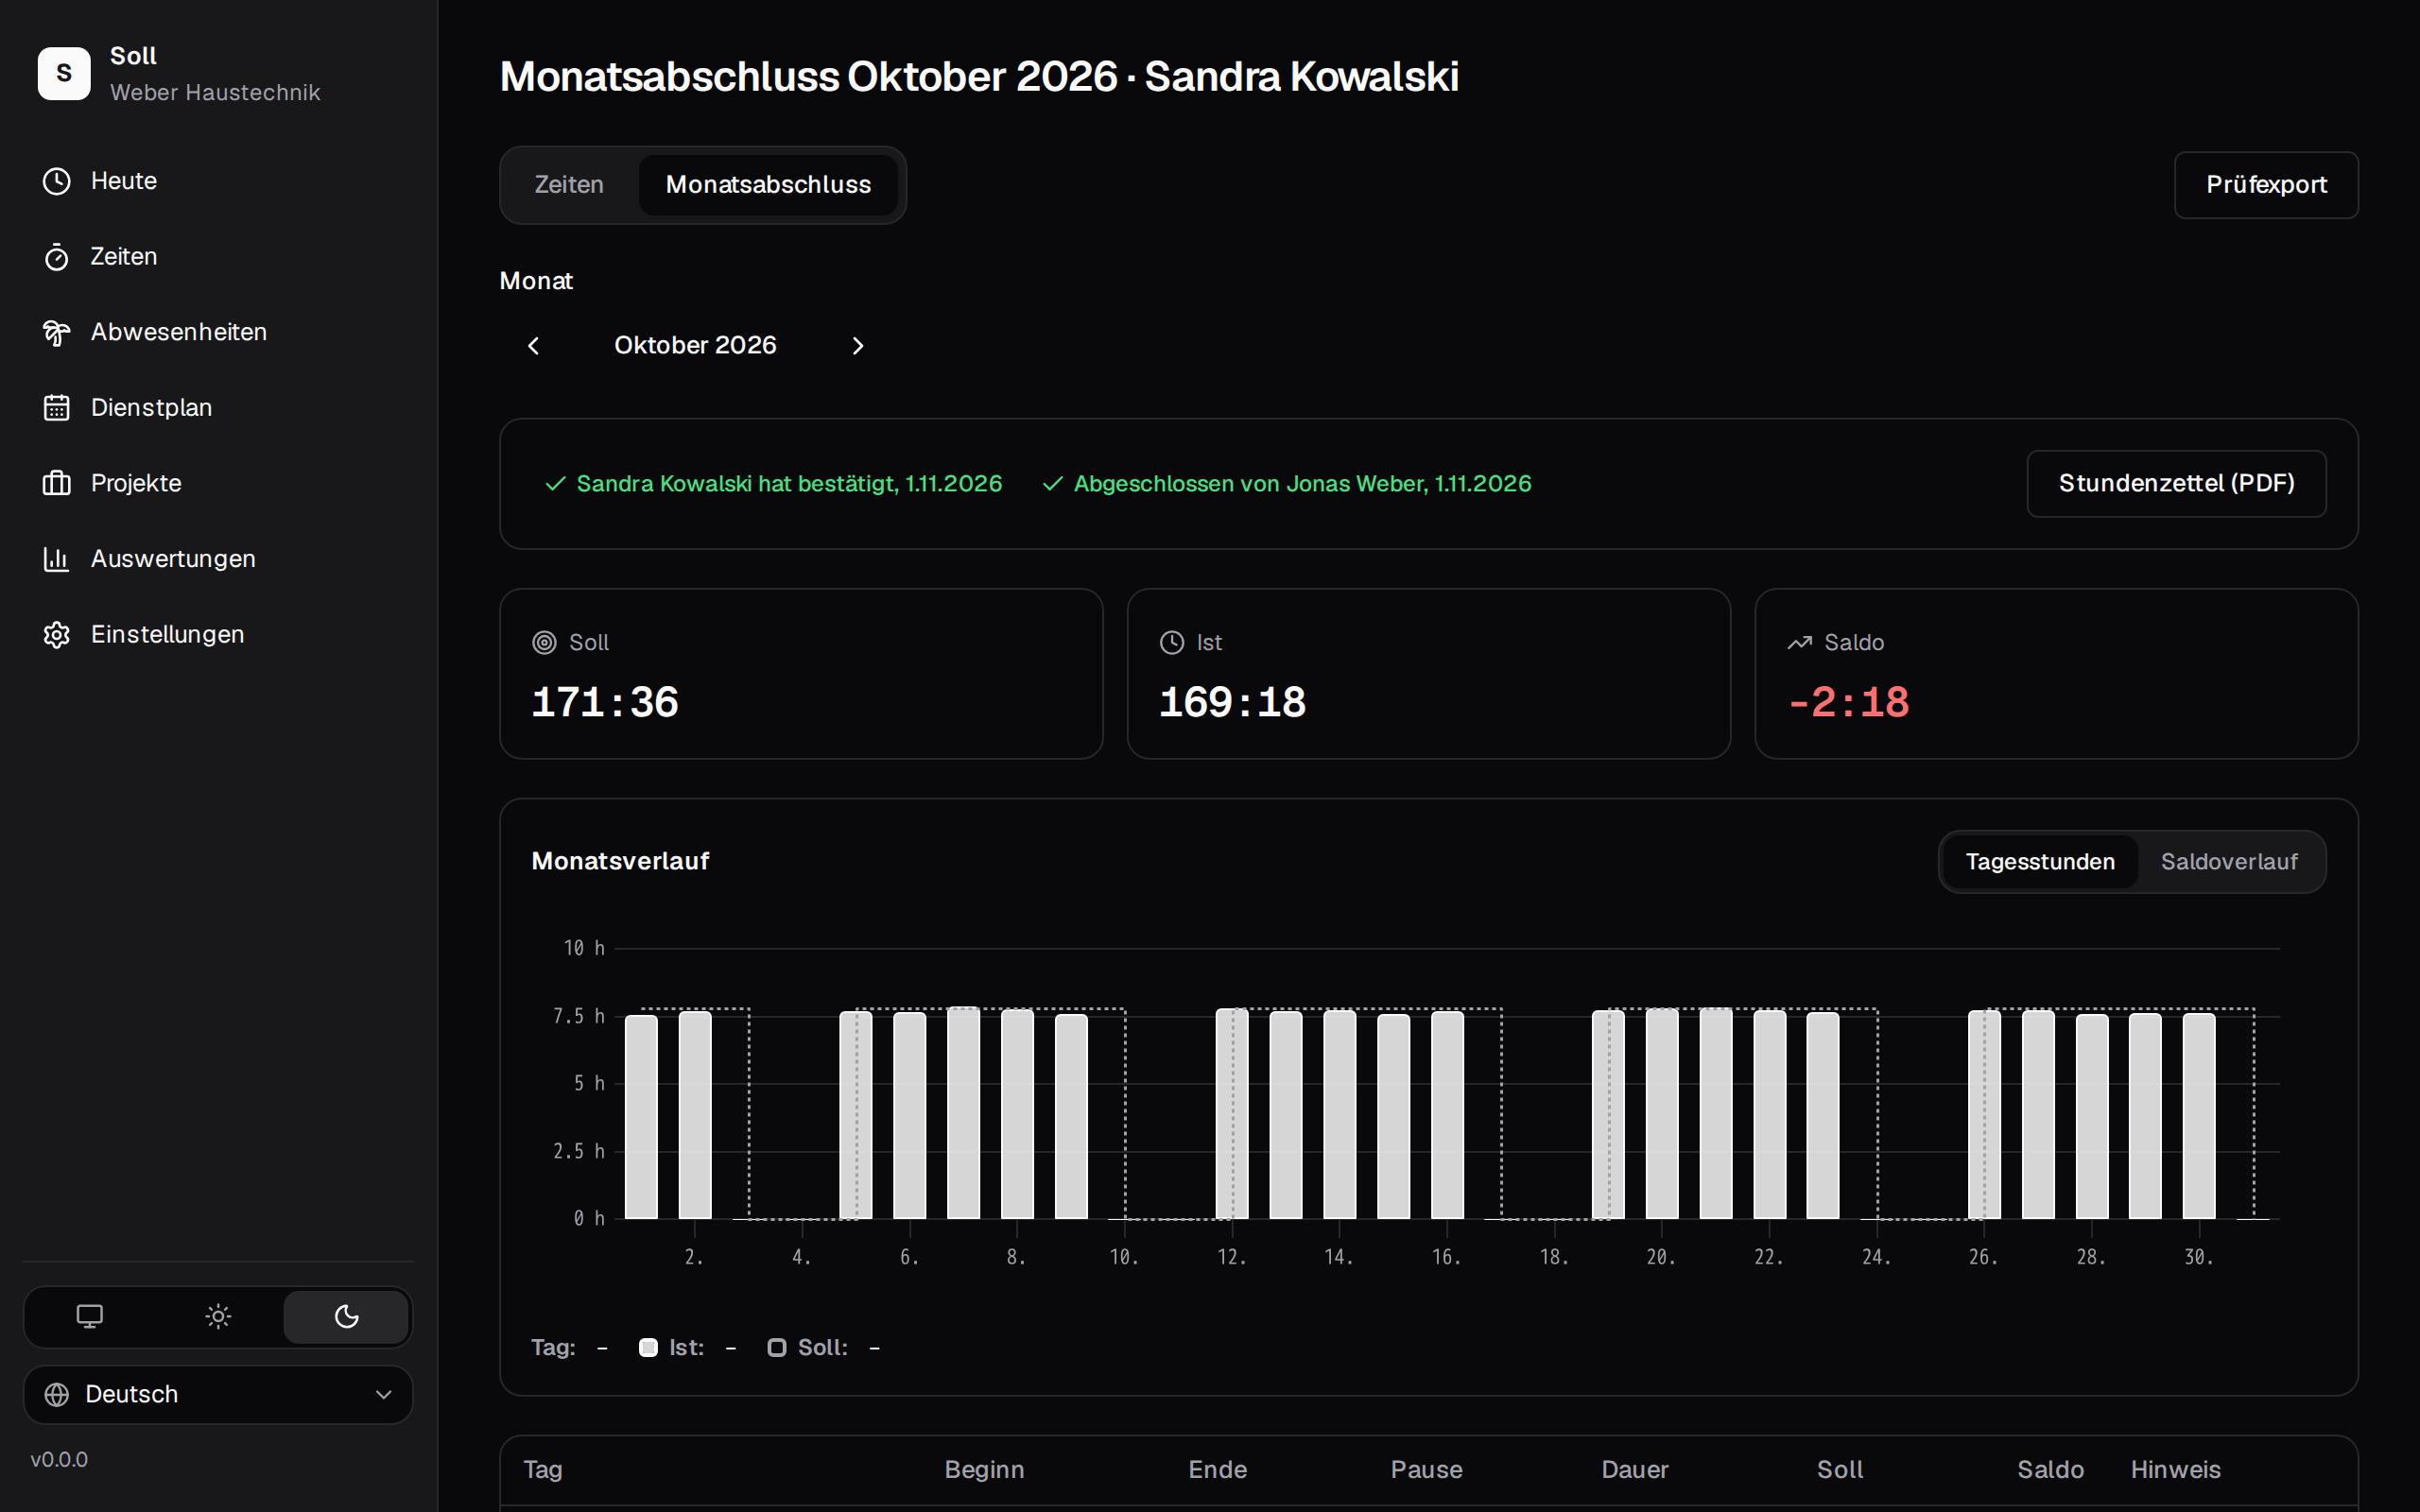 S
Soll
Weber Haustechnik
Heute
Zeiten
Abwesenheiten
Dienstplan
Projekte
Auswertungen
Einstellungen
Deutsch
v0.0.0
Monatsabschluss Oktober 2026 · Sandra Kowalski
Zeiten Monatsabschluss
Prüfexport
Monat
Oktober 2026
Sandra Kowalski hat bestätigt, 1.11.2026 Abgeschlossen von Jonas Weber, 1.11.2026
Stundenzettel (PDF)
Soll
171:36
Ist
169:18
Saldo
-2:18
Monatsverlauf
Tagesstunden Saldoverlauf
10 h
7.5 h
5 h
2.5 h
0 h
2. 4. 6. 8. 10. 12. 14. 16. 18. 20. 22. 24. 26. 28. 30.
Tag: – Ist: – Soll: –
Tag Beginn Ende Pause Dauer Soll Saldo Hinweis